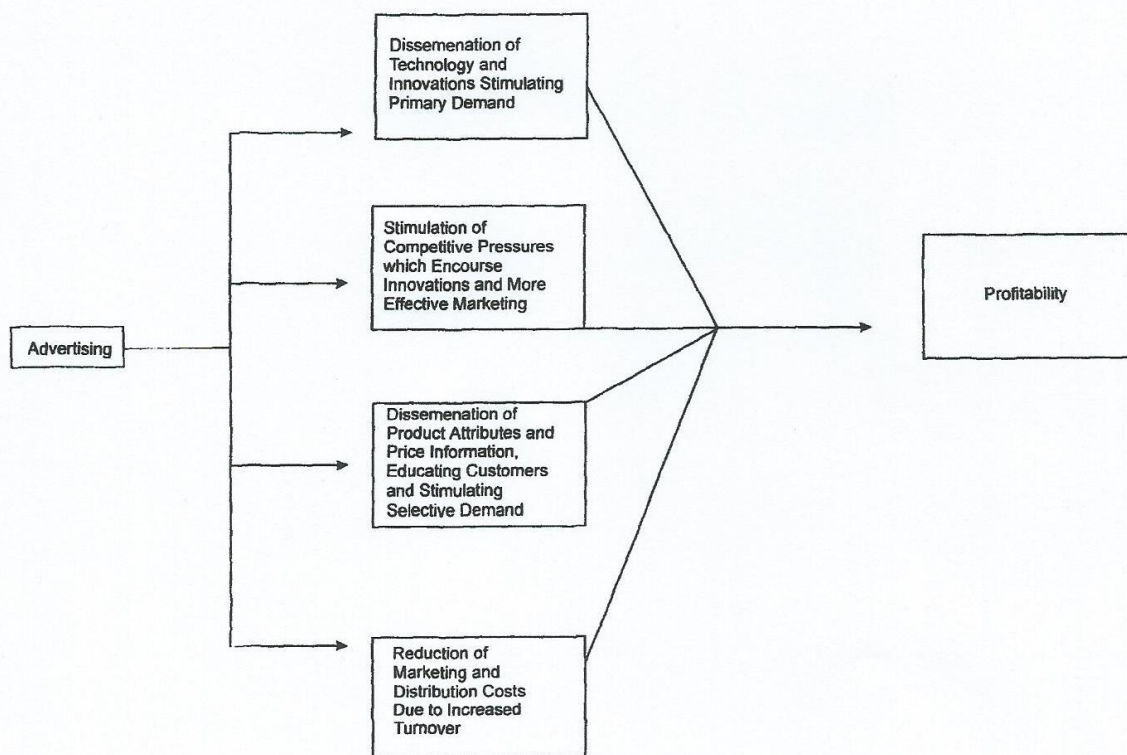 Dissemenation of
Technology and
Innovations Stimulating
Primary Demand
Stimulation of
Competitive Pressures
which Encourse
Innovations and More
Effective Marketing
Profitability
Advertising
Dissemenation of
Product Attributes and
Price Information,
Educating Customers
and Stimulating
Selective Demand
Reduction of
Marketing and
Distribution Costs
Due to Increased
Turnover